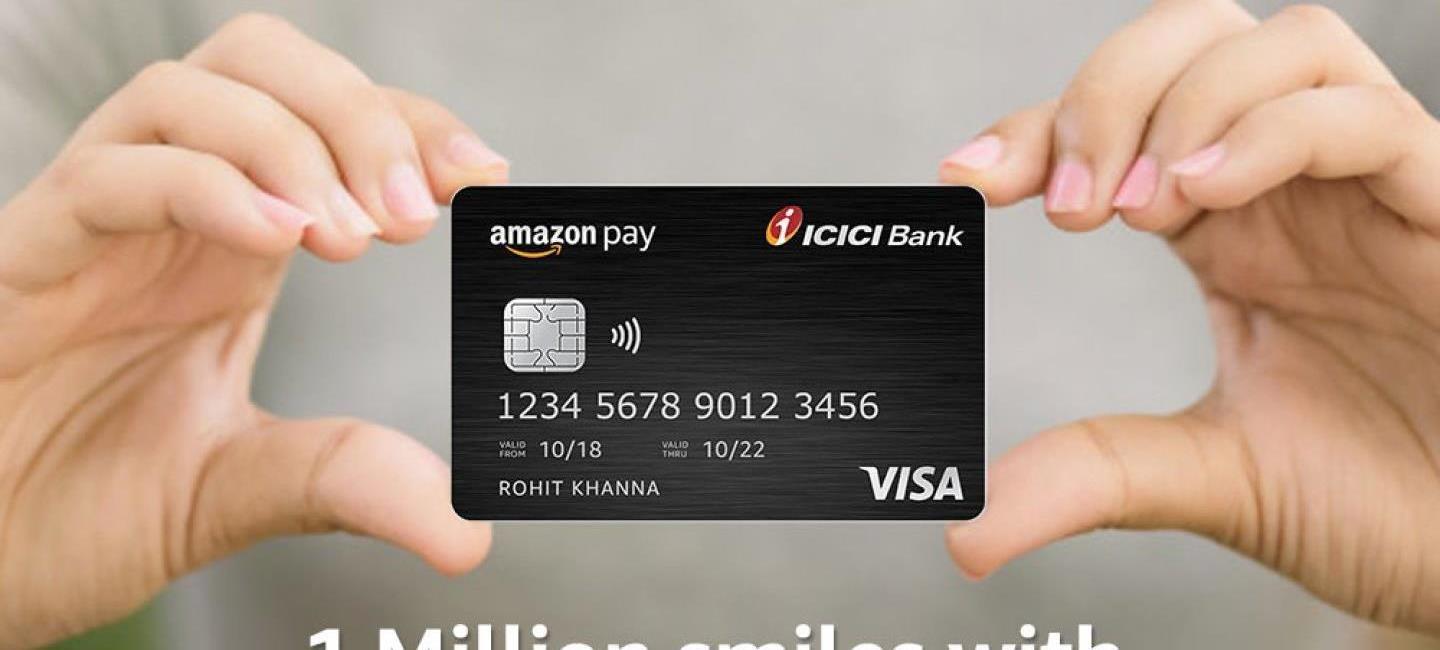 amazon pay
i ICICI Bank
1234 5678 9012 3456
VALID FROM 10/18 VALID THRU 10/22
ROHIT KHANNA
VISA
1 Million smiles with